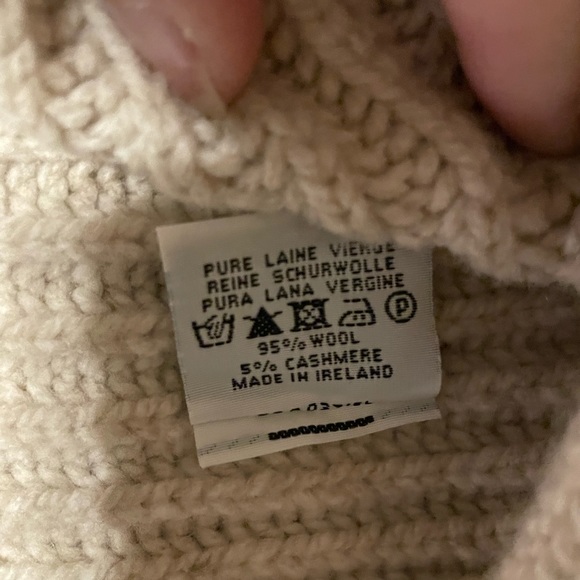 PURE LAINE VIERGE
REINE SCHURWOLLE
PURA LANA VERGINE
P
95% WOOL
5% CASHMERE
MADE IN IRELAND